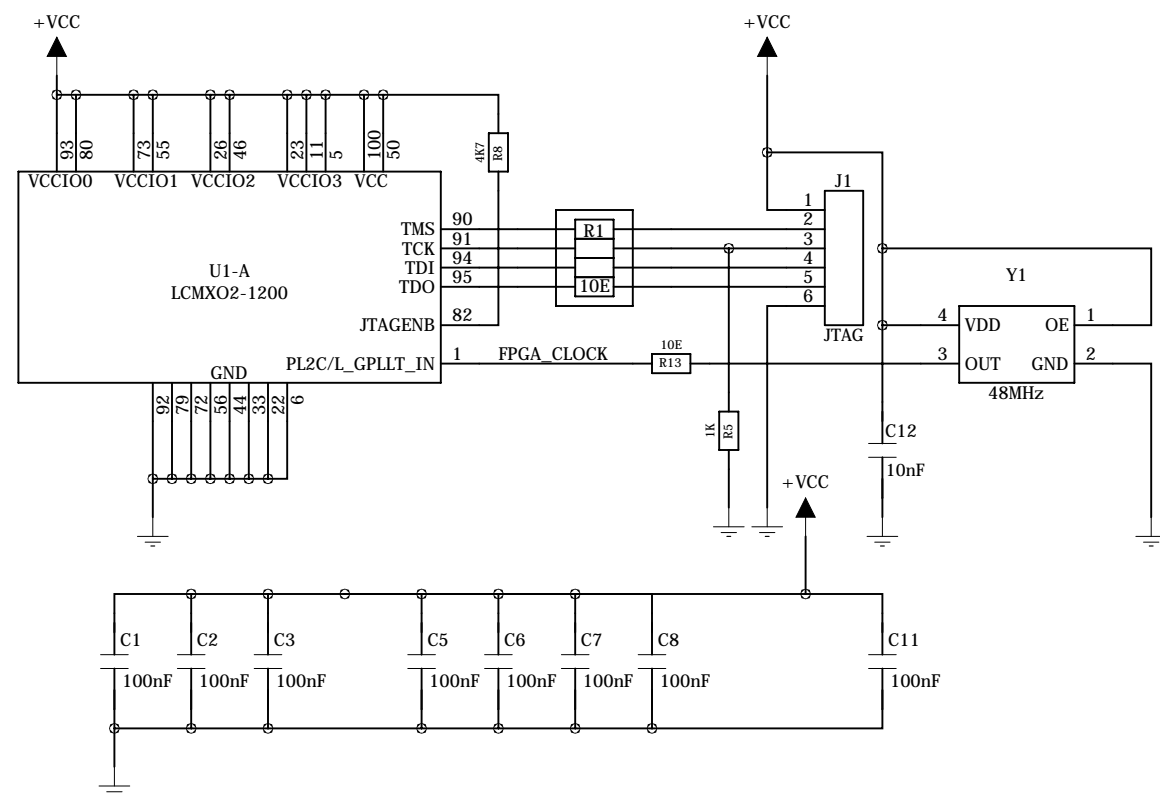 +VCC
+VCC
93
80
73
55
26
46
23
11
5
100
50
4K7
R8
VCCIO0
VCCIO1
VCCIO2
VCCIO3
VCC
J1
TMS
90
R1
1
2
TCK
91
3
TDI
94
4
TDO
95
10E
5
6
U1-A
LCMXO2-1200
Y1
JTAGENB
82
JTAG
4
VDD
OE
1
PL2C/L_GPLLT_IN
1
FPGA_CLOCK
10E
R13
3
OUT
GND
2
48MHz
GND
92
79
72
56
44
33
22
6
1K
R5
C12
10nF
+VCC
C1
C2
C3
C5
C6
C7
C8
C11
100nF
100nF
100nF
100nF
100nF
100nF
100nF
100nF